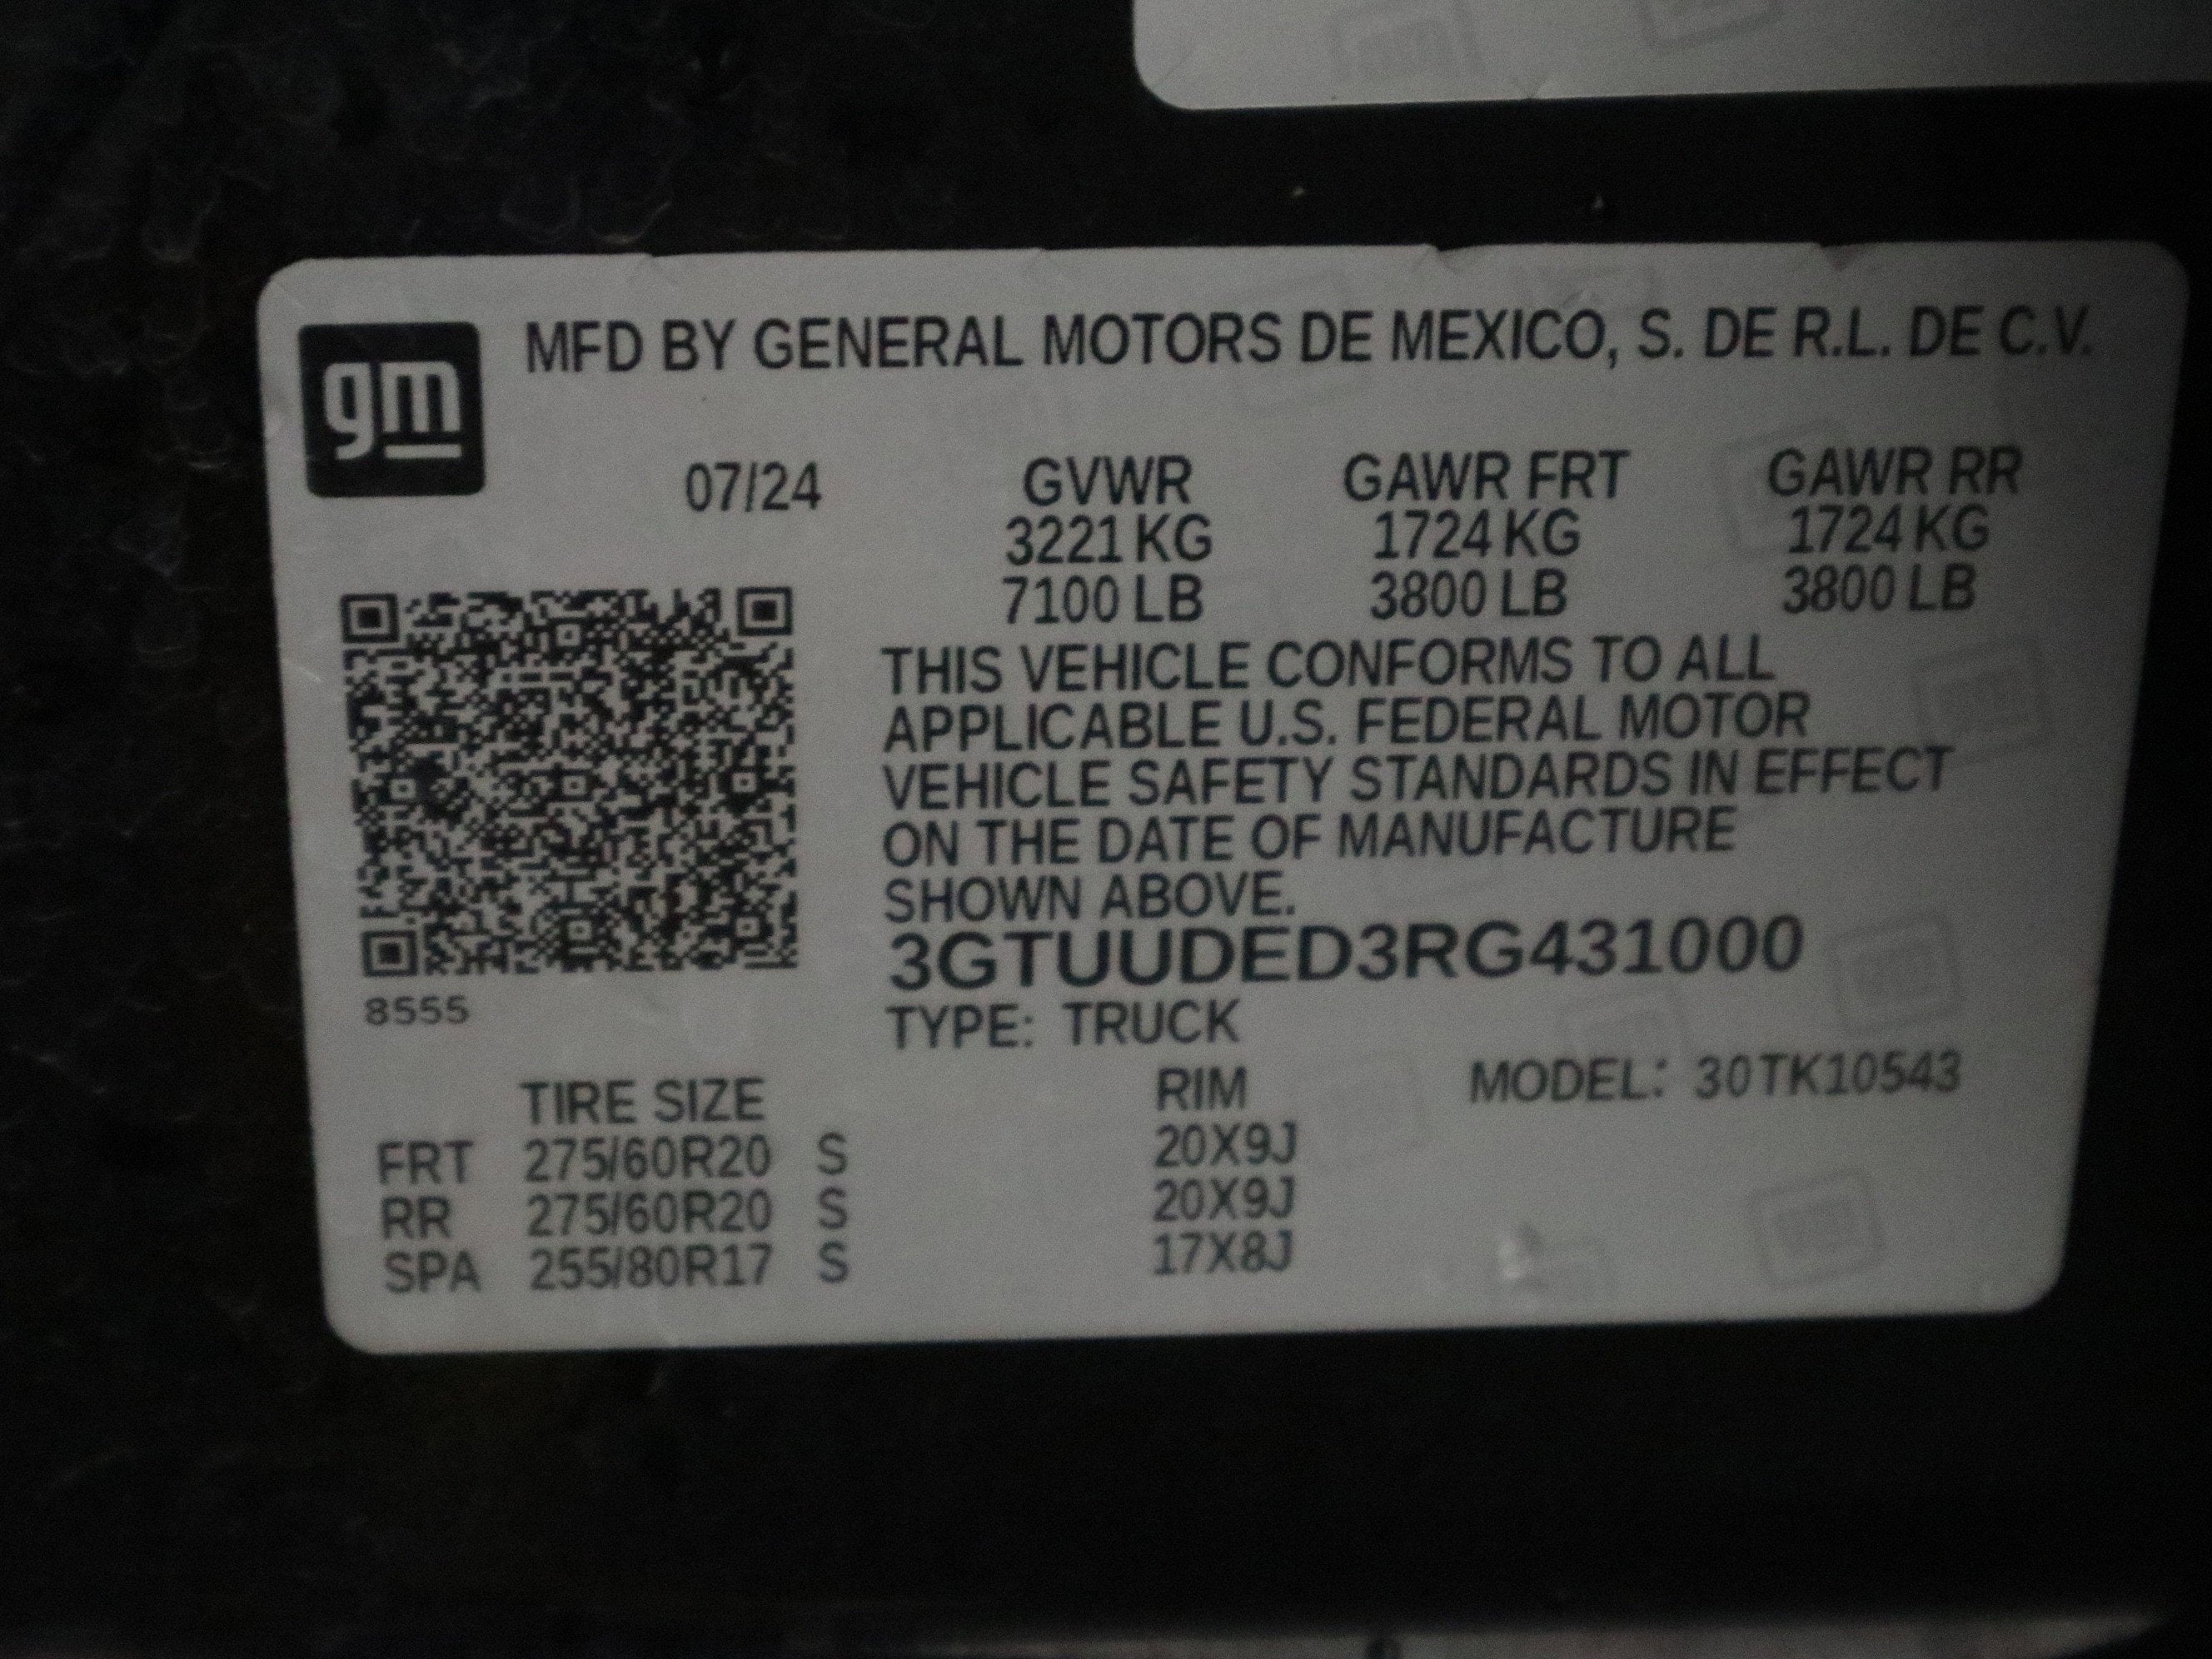 gm
MFD BY GENERAL MOTORS DE MEXICO, S. DE R.L. DE C.V.
07/24 GVWR GAWR FRT GAWR RR
3221 KG 1724 KG 1724 KG
7100 LB 3800 LB 3800 LB
THIS VEHICLE CONFORMS TO ALL
APPLICABLE U.S. FEDERAL MOTOR
VEHICLE SAFETY STANDARDS IN EFFECT
ON THE DATE OF MANUFACTURE
SHOWN ABOVE.
3GTUUDED3RG431000
8555
TYPE: TRUCK
TIRE SIZE RIM MODEL: 30TK10543
FRT 275/60R20 S 20X9J
RR 275/60R20 S 20X9J
SPA 255/80R17 S 17X8J